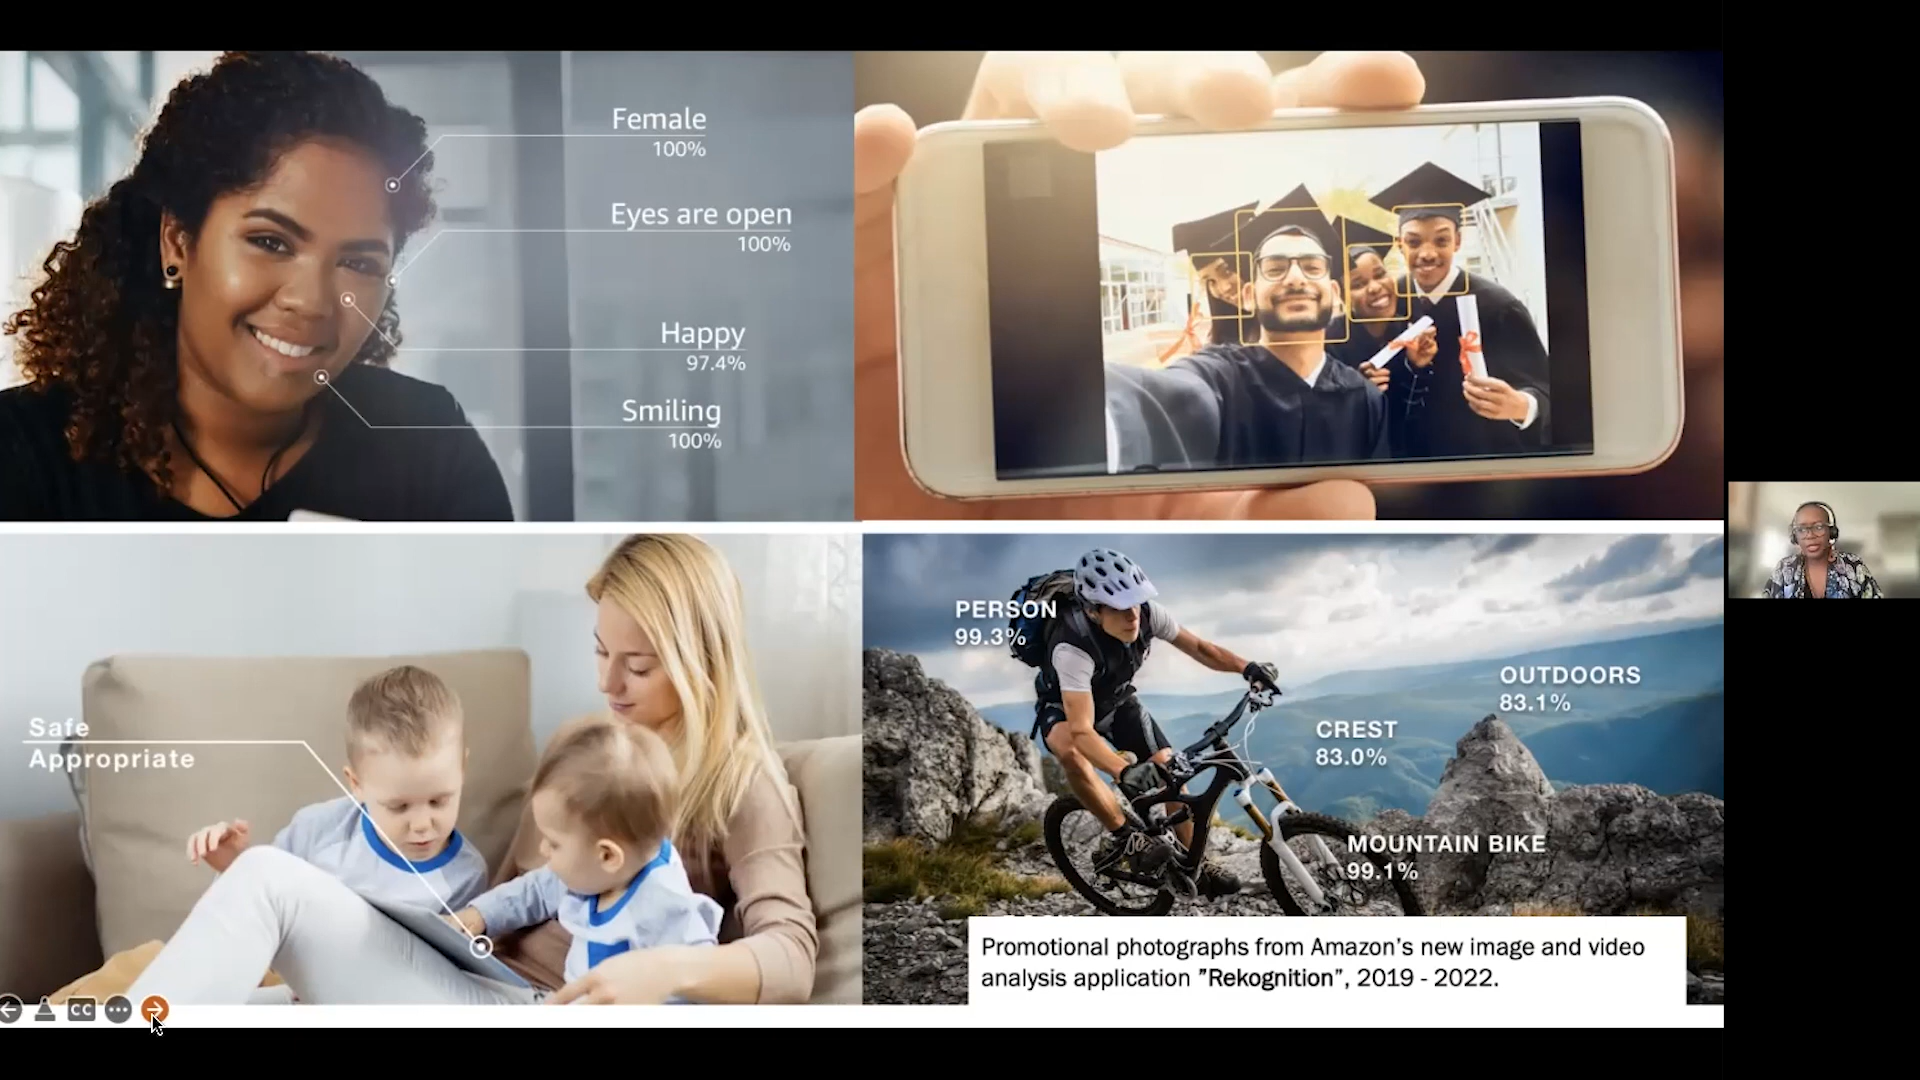 Female
100%
Eyes are open
100%
Happy
97.4%
Smiling
100%
Safe
Appropriate
PERSON
99.3%
OUTDOORS
83.1%
CREST
83.0%
MOUNTAIN BIKE
99.1%
Promotional photographs from Amazon’s new image and video
analysis application ”Rekognition”, 2019 - 2022.
CC